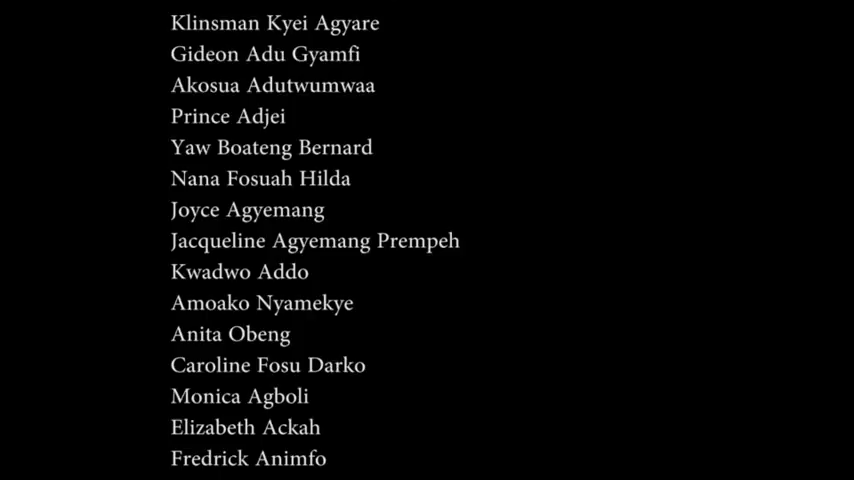 Klinsman Kyei Agyare
Gideon Adu Gyamfi
Akosua Adutwumwaa
Prince Adjei
Yaw Boateng Bernard
Nana Fosuah Hilda
Joyce Agyemang
Jacqueline Agyemang Prempeh
Kwadwo Addo
Amoako Nyamekye
Anita Obeng
Caroline Fosu Darko
Monica Agboli
Elizabeth Ackah
Fredrick Animfo